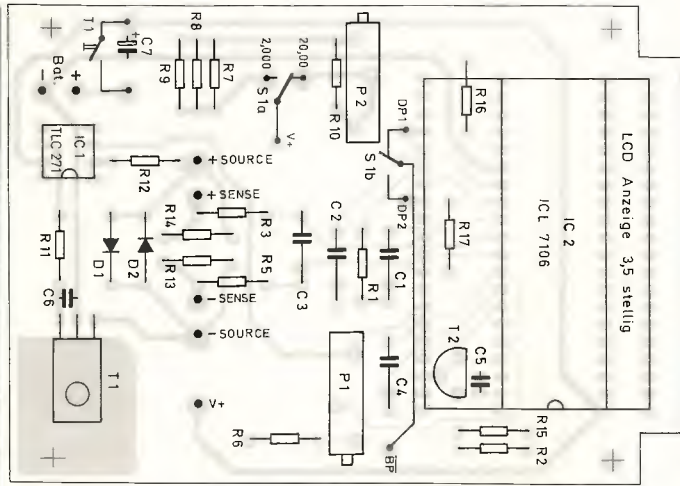 T1
C7
+
Bat.
+
-
R8
R9
R7
2,000
20,00
S1a
V+
R10
P2
DP1
S1b
DP2
R16
LCD Anzeige 3,5 stellig
IC 2
ICL 7106
IC 1
TLC 271
R12
+ SOURCE
+ SENSE
R14
R3
R13
R5
- SENSE
- SOURCE
V+
R11
D1
D2
C6
T1
C3
C2
R1
C1
R17
T2
C5
C4
P1
R6
BP
R15
R2